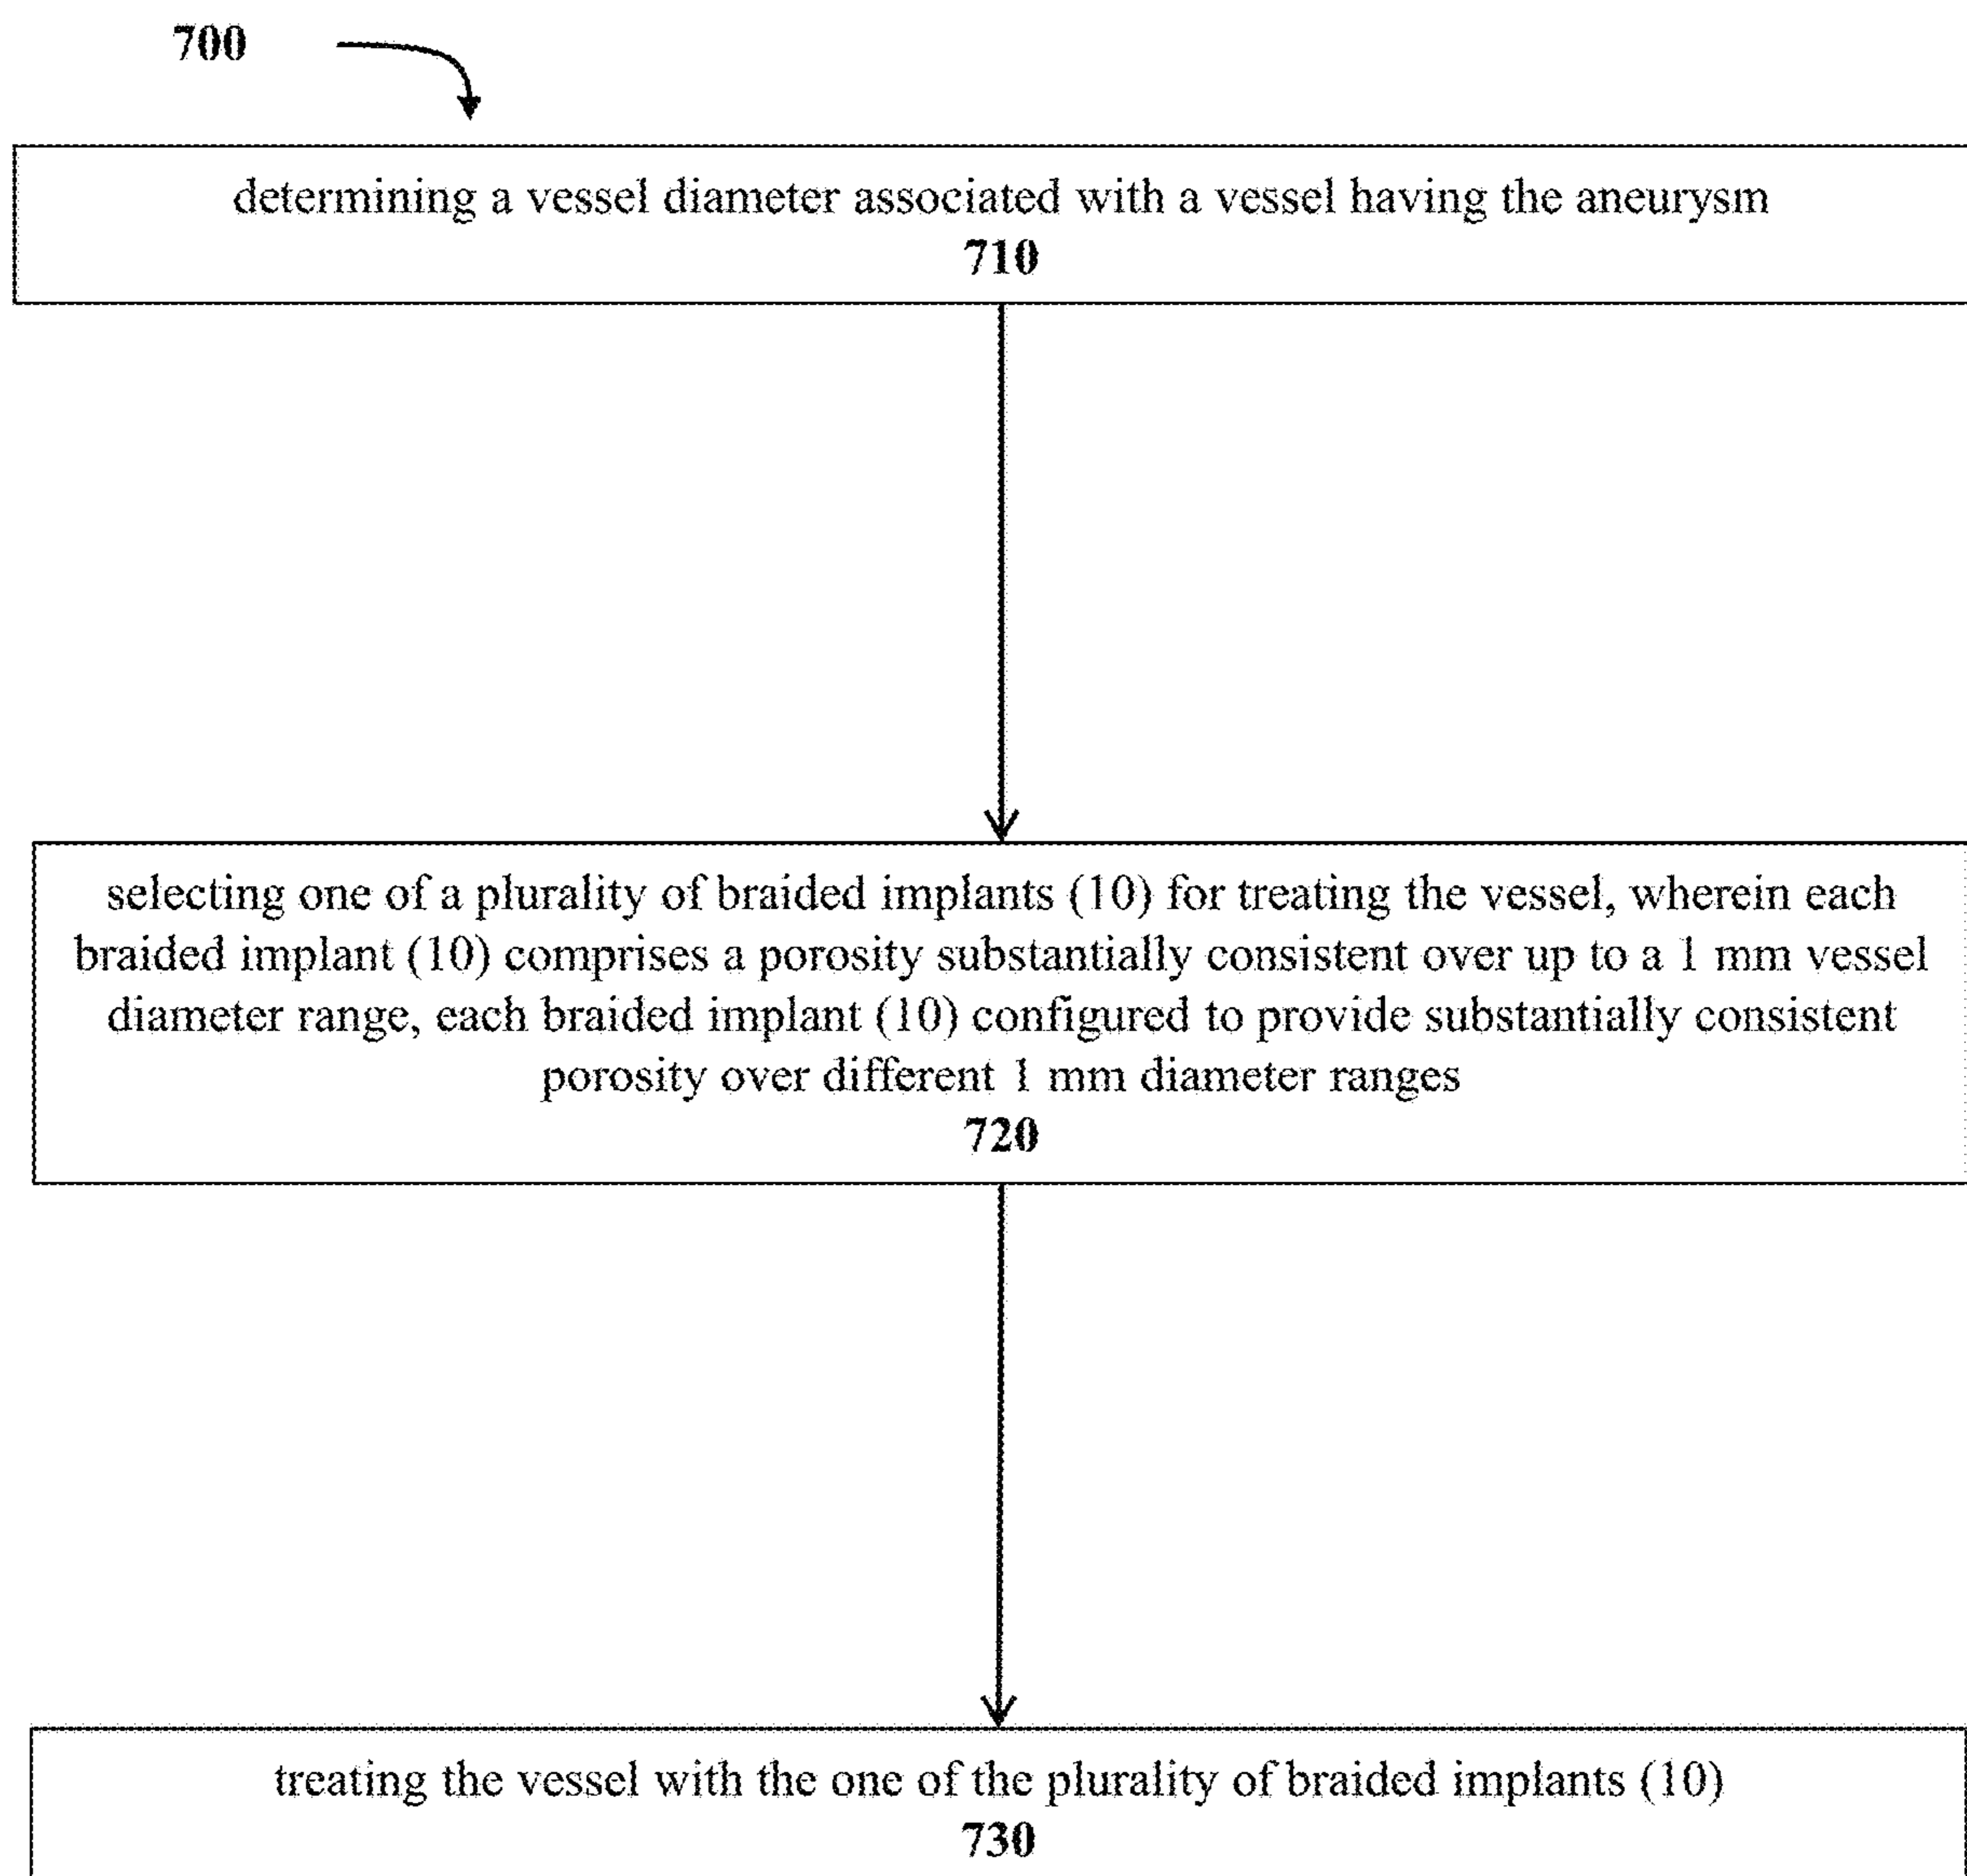 700
determining a vessel diameter associated with a vessel having the aneurysm
710
selecting one of a plurality of braided implants (10) for treating the vessel, wherein each
braided implant (10) comprises a porosity substantially consistent over up to a 1 mm vessel
diameter range, each braided implant (10) configured to provide substantially consistent
porosity over different 1 mm diameter ranges
720
treating the vessel with the one of the plurality of braided implants (10)
730